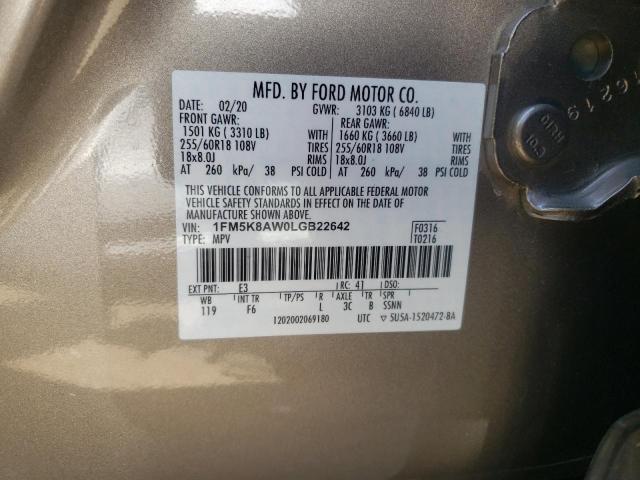 MFD. BY FORD MOTOR CO.
DATE: 02/20 GVWR: 3103 KG ( 6840 LB)
FRONT GAWR: REAR GAWR:
1501 KG ( 3310 LB) WITH 1660 KG ( 3660 LB) WITH
255/60R18 108V TIRES 255/60R18 108V TIRES
18x8.0J RIMS 18x8.0J RIMS
AT 260 kPa/ 38 PSI COLD AT 260 kPa/ 38 PSI COLD
THIS VEHICLE CONFORMS TO ALL APPLICABLE FEDERAL MOTOR
VEHICLE SAFETY STANDARDS IN EFFECT ON THE DATE OF
MANUFACTURE SHOWN ABOVE.
VIN: 1FM5K8AW0LGB22642 F0316
TYPE: MPV T0216
EXT PNT: E3 RC: 41 DSO:
WB INT TR TP/PS R AXLE TR SPR
119 F6 L 3C B SSNN
1202002069180 UTC ▽ 5U5A-1520472-BA